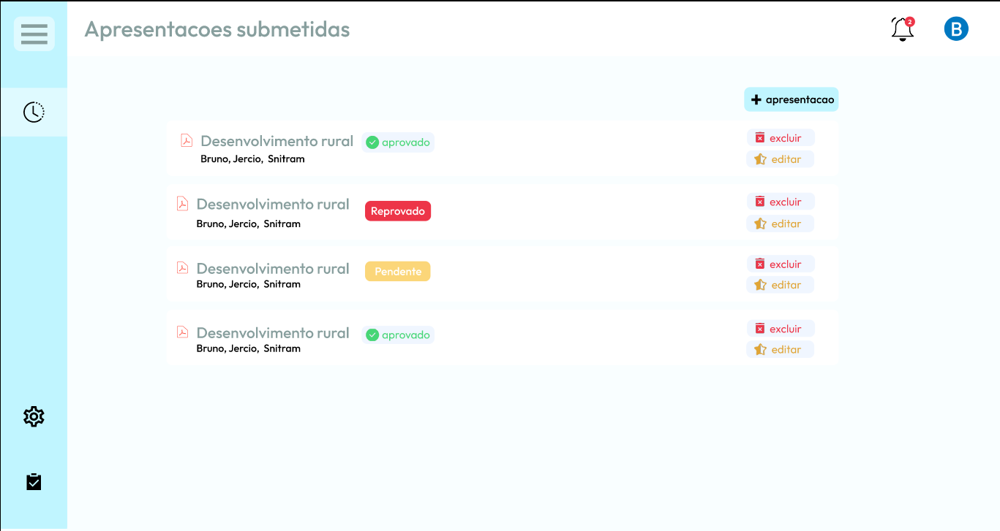 Apresentacoes submetidas
2
B
apresentacao
Desenvolvimento rural
aprovado
Bruno, Jercio, Snitram
excluir
editar
Desenvolvimento rural
Reprovado
Bruno, Jercio, Snitram
excluir
editar
Desenvolvimento rural
Pendente
Bruno, Jercio, Snitram
excluir
editar
Desenvolvimento rural
aprovado
Bruno, Jercio, Snitram
excluir
editar